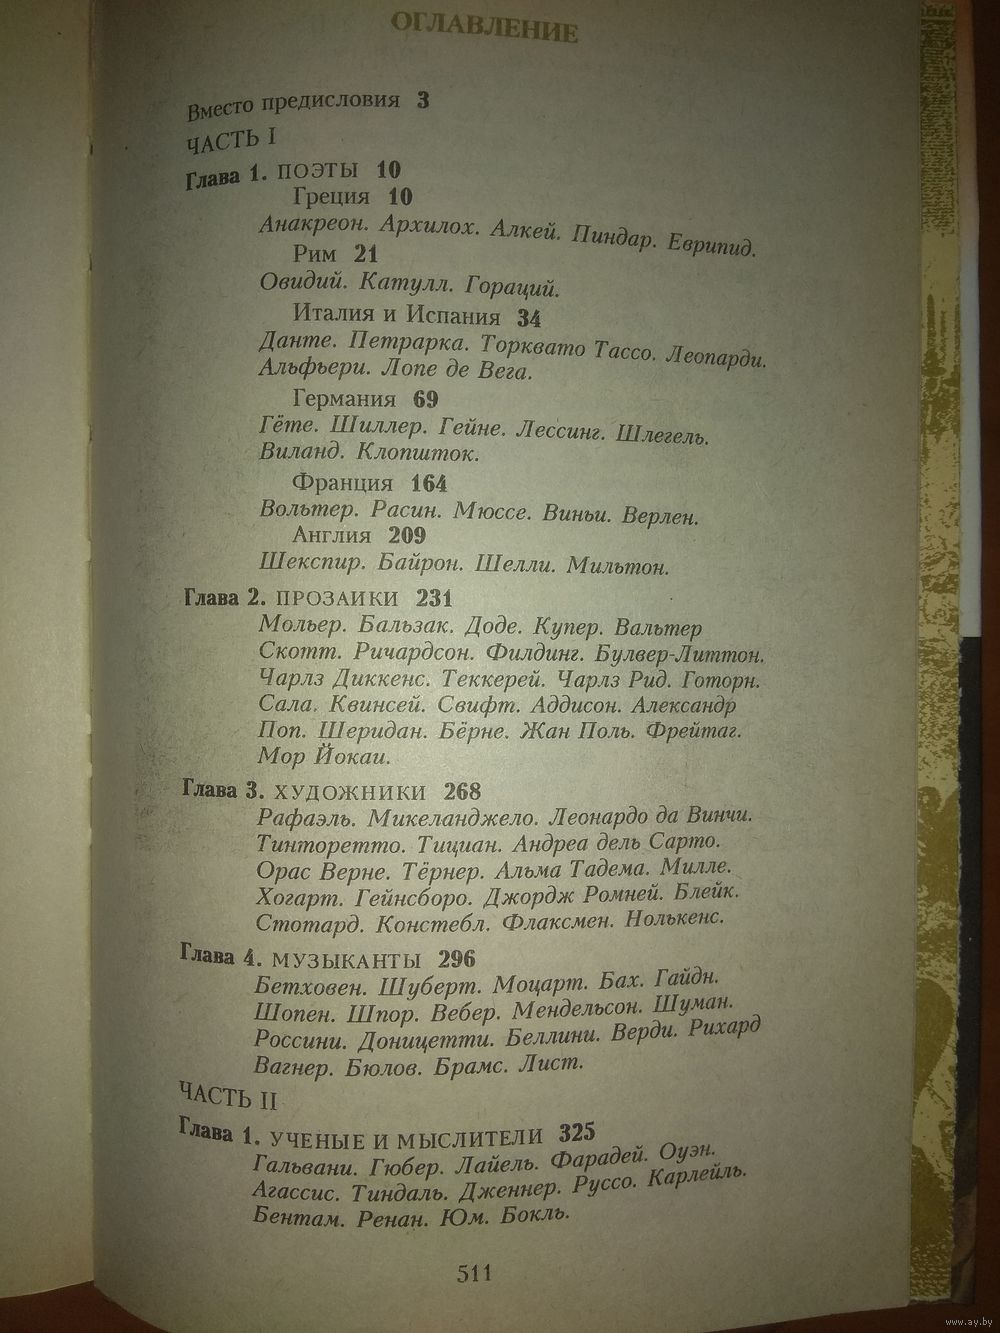 ОГЛАВЛЕНИЕ
Вместо предисловия 3
ЧАСТЬ I
Глава 1. ПОЭТЫ 10
Греция 10
Анакреон. Архилох. Алкей. Пиндар. Еврипид.
Рим 21
Овидий. Катулл. Гораций.
Италия и Испания 34
Данте. Петрарка. Торквато Тассо. Леопарди.
Альфьери. Лопе де Вега.
Германия 69
Гёте. Шиллер. Гейне. Лессинг. Шлегель.
Виланд. Клопшток.
Франция 164
Вольтер. Расин. Мюссе. Виньи. Верлен.
Англия 209
Шекспир. Байрон. Шелли. Мильтон.
Глава 2. ПРОЗАИКИ 231
Мольер. Бальзак. Доде. Купер. Вальтер
Скотт. Ричардсон. Филдинг. Булвер-Литтон.
Чарлз Диккенс. Теккерей. Чарлз Рид. Готорн.
Сала. Квинсей. Свифт. Аддисон. Александр
Поп. Шеридан. Бёрне. Жан Поль. Фрейтаг.
Мор Йокаи.
Глава 3. ХУДОЖНИКИ 268
Рафаэль. Микеланджело. Леонардо да Винчи.
Тинторетто. Тициан. Андреа дель Сарто.
Орас Верне. Тёрнер. Альма Тадема. Милле.
Хогарт. Гейнсборо. Джордж Ромней. Блейк.
Стотард. Констебл. Флаксмен. Нолькенс.
Глава 4. МУЗЫКАНТЫ 296
Бетховен. Шуберт. Моцарт. Бах. Гайдн.
Шопен. Шпор. Вебер. Мендельсон. Шуман.
Россини. Доницетти. Беллини. Верди. Рихард
Вагнер. Бюлов. Брамс. Лист.
ЧАСТЬ II
Глава 1. УЧЕНЫЕ И МЫСЛИТЕЛИ 325
Гальвани. Гюбер. Лайель. Фарадей. Оуэн.
Агассис. Тиндаль. Дженнер. Руссо. Карлейль.
Бентам. Ренан. Юм. Бокль.
511
www.ay.by